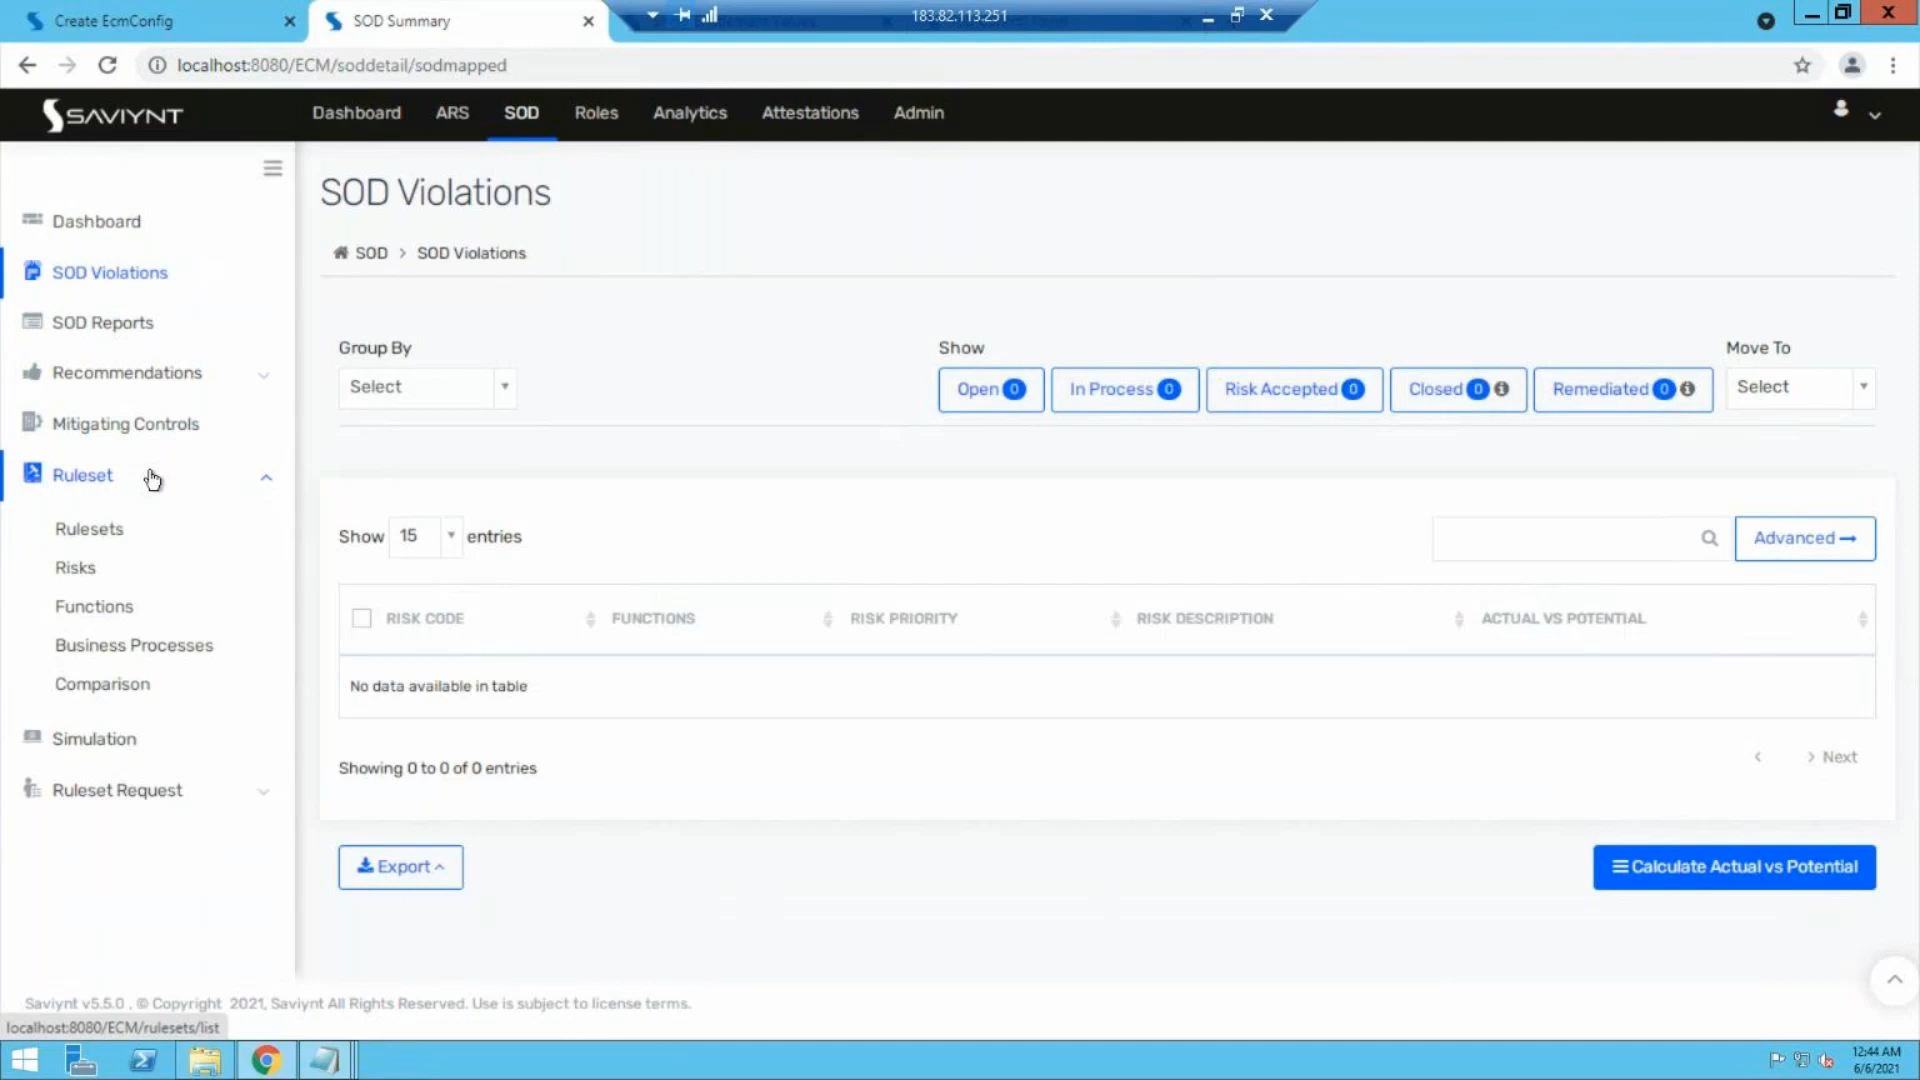 Create EcmConfig
SOD Summary
183.82.113.251
localhost:8080/ECM/soddetail/sodmapped
SAVIYNT
Dashboard ARS SOD Roles Analytics Attestations Admin
SOD Violations
SOD > SOD Violations
Dashboard
SOD Violations
SOD Reports
Recommendations
Mitigating Controls
Ruleset
Rulesets
Risks
Functions
Business Processes
Comparison
Simulation
Ruleset Request
Group By
Select
Show
Open 0 In Process 0 Risk Accepted 0 Closed 0 Remediated 0
Move To
Select
Show 15 entries
Advanced
RISK CODE FUNCTIONS RISK PRIORITY RISK DESCRIPTION ACTUAL VS POTENTIAL
No data available in table
Showing 0 to 0 of 0 entries
< > Next
Export
Calculate Actual vs Potential
Saviynt v5.5.0 , © Copyright 2021, Saviynt All Rights Reserved. Use is subject to license terms.
localhost:8080/ECM/rulesets/list
12:44 AM
6/6/2021